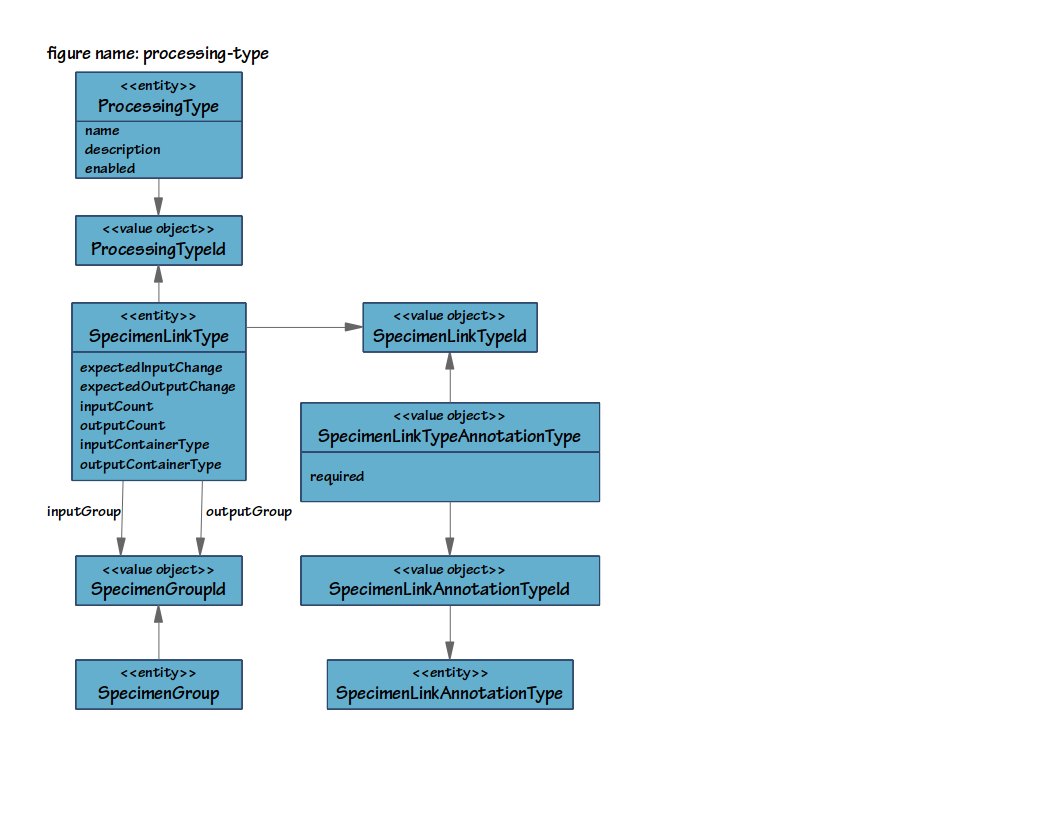 figure name: processing-type
<<entity>>
ProcessingType
name
description
enabled
<<value object>>
ProcessingTypeId
<<entity>>
SpecimenLinkType
expectedInputChange
expectedOutputChange
inputCount
outputCount
inputContainerType
outputContainerType
<<value object>>
SpecimenLinkTypeId
<<value object>>
SpecimenLinkTypeAnnotationType
required
inputGroup
outputGroup
<<value object>>
SpecimenGroupId
<<value object>>
SpecimenLinkAnnotationTypeId
<<entity>>
SpecimenGroup
<<entity>>
SpecimenLinkAnnotationType